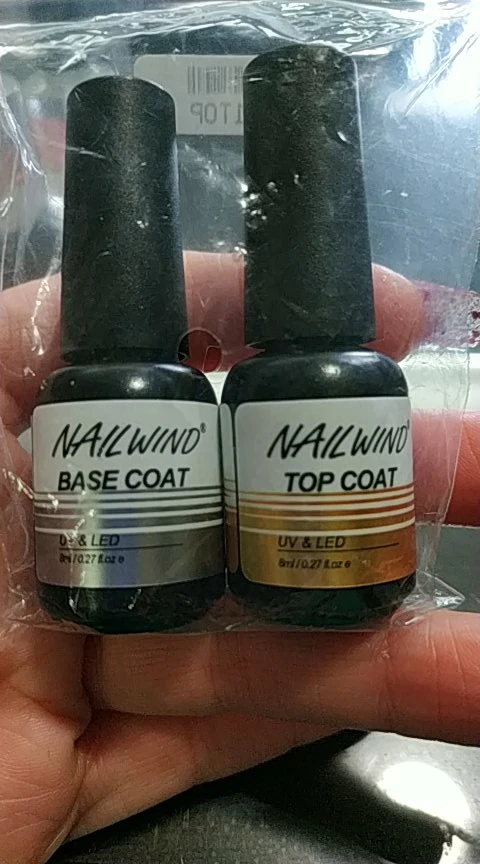 NAILWIND®
BASE COAT
UV & LED
8ml / 0.27 fl.oz e
NAILWIND®
TOP COAT
UV & LED
8ml / 0.27 fl.oz e